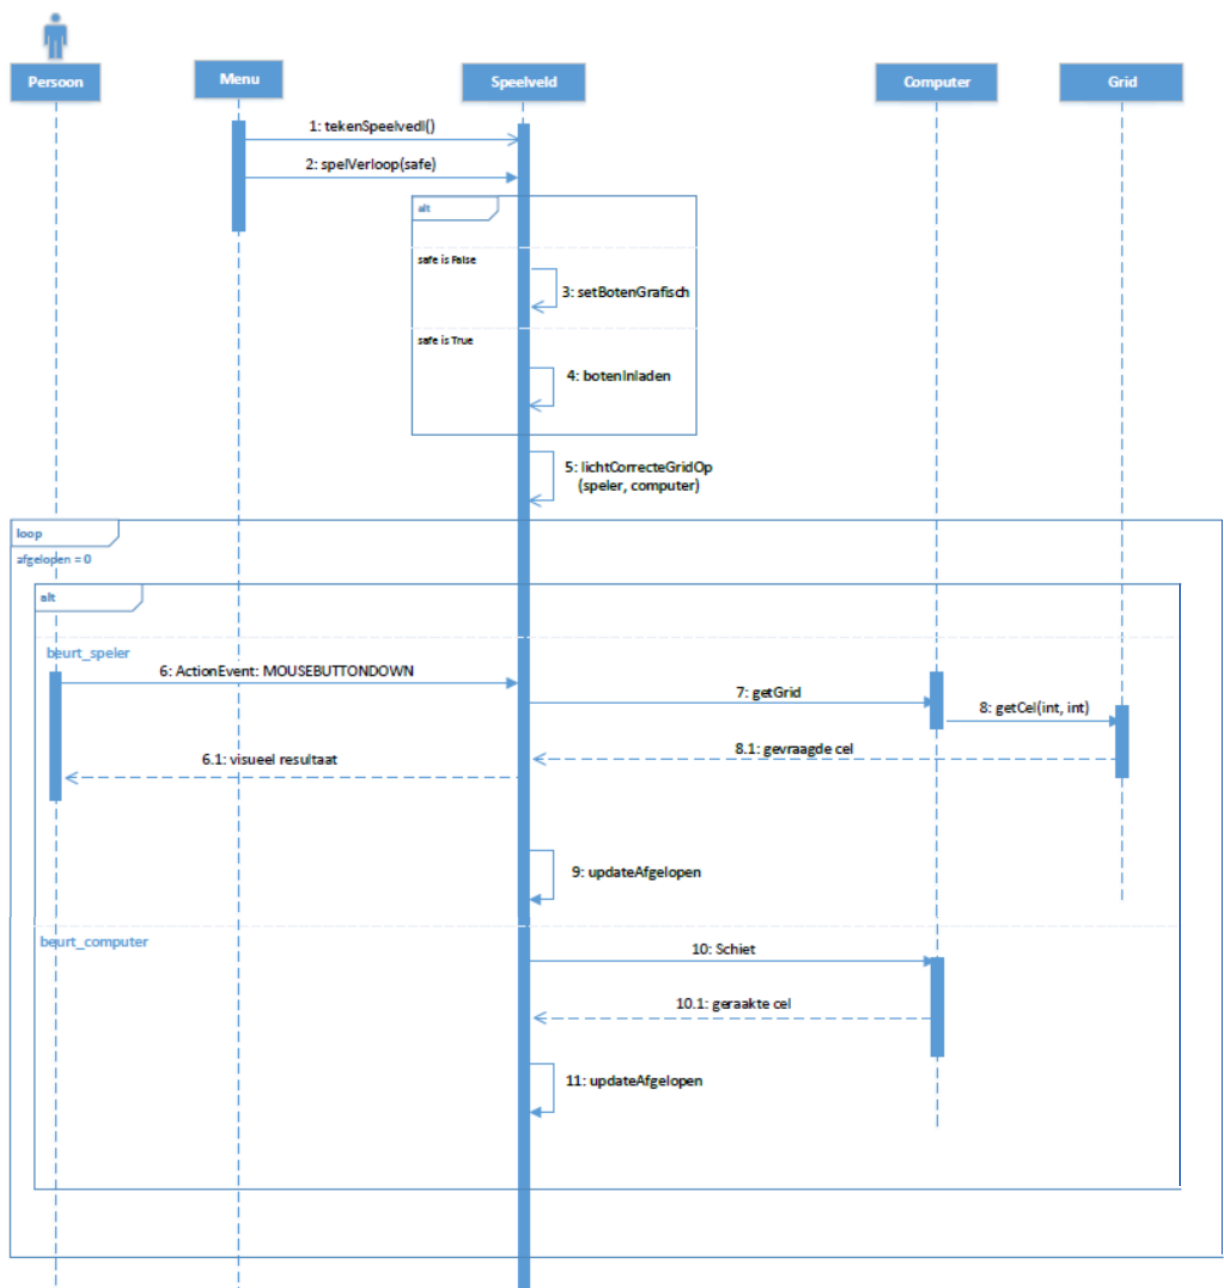 Persoon
Menu
Speelveld
Computer
Grid
1: tekenSpeelvedl()
2: spelVerloop(safe)
alt
safe is False
3: setBotenGrafisch
safe is True
4: botenInladen
5: lichtCorrecteGridOp
(speler, computer)
loop
afgelopen = 0
alt
beurt_speler
6: ActionEvent: MOUSEBUTTONDOWN
7: getGrid
8: getCel(int, int)
8.1: gevraagde cel
6.1: visueel resultaat
9: updateAfgelopen
beurt_computer
10: Schiet
10.1: geraakte cel
11: updateAfgelopen